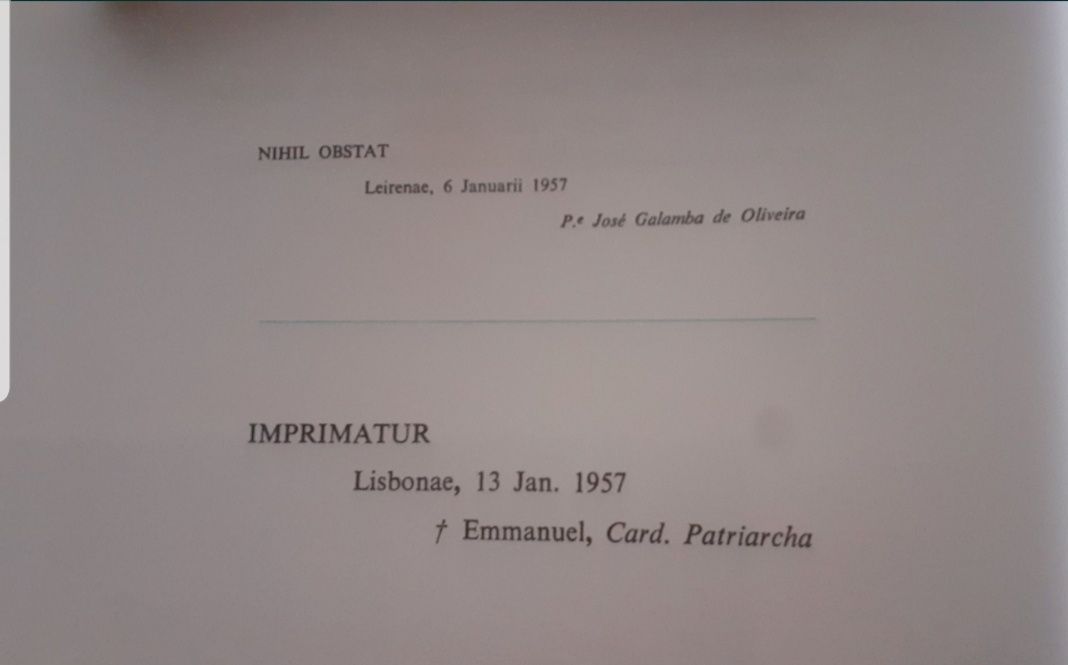 NIHIL OBSTAT
Leirenae, 6 Januarii 1957
P.e José Galamba de Oliveira
IMPRIMATUR
Lisbonae, 13 Jan. 1957
† Emmanuel, Card. Patriarcha